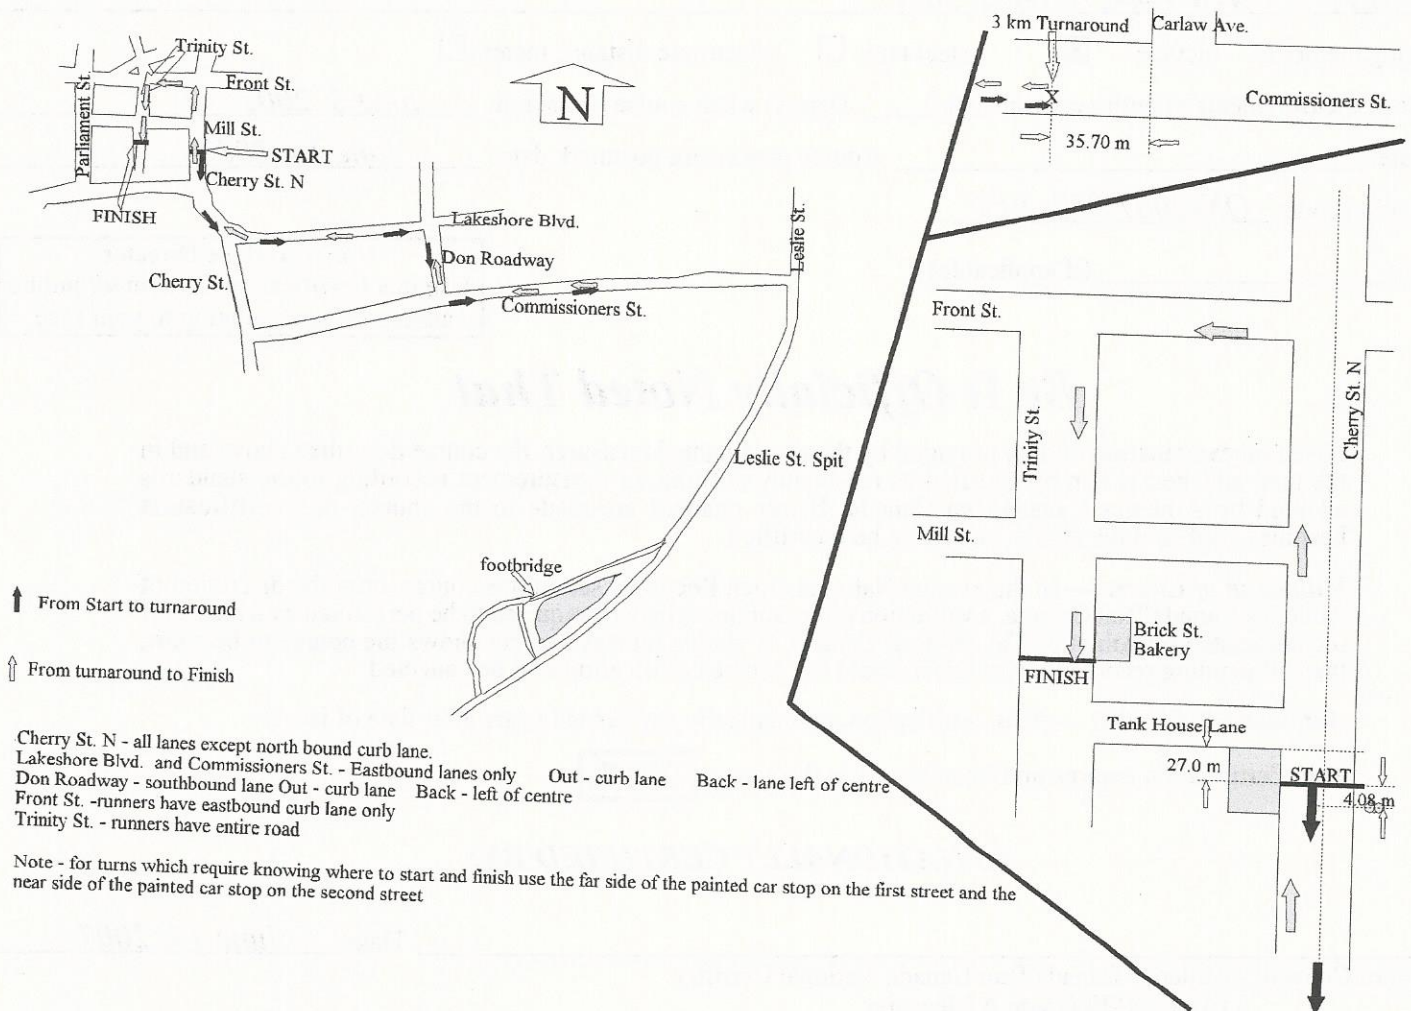 Trinity St.
Front St.
Parliament St.
Mill St.
START
Cherry St. N
FINISH
N
Lakeshore Blvd.
Don Roadway
Cherry St.
Commissioners St.
Leslie St.
Leslie St. Spit
footbridge
3 km Turnaround
Carlaw Ave.
X
Commissioners St.
35.70 m
Front St.
Trinity St.
Cherry St. N
Mill St.
Brick St.
Bakery
FINISH
Tank House Lane
27.0 m
START
4.08 m
From Start to turnaround
From turnaround to Finish
Cherry St. N - all lanes except north bound curb lane.
Lakeshore Blvd. and Commissioners St. - Eastbound lanes only Out - curb lane Back - lane left of centre
Don Roadway - southbound lane Out - curb lane Back - left of centre
Front St. -runners have eastbound curb lane only
Trinity St. - runners have entire road
Note - for turns which require knowing where to start and finish use the far side of the painted car stop on the first street and the
near side of the painted car stop on the second street